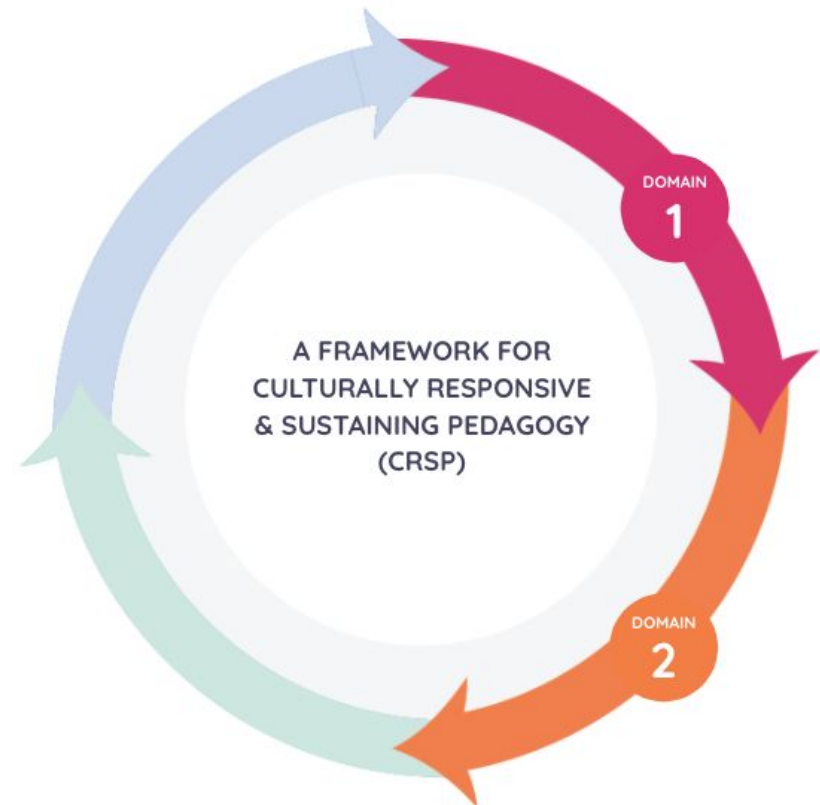 DOMAIN
1
A FRAMEWORK FOR
CULTURALLY RESPONSIVE
& SUSTAINING PEDAGOGY
(CRSP)
DOMAIN
2